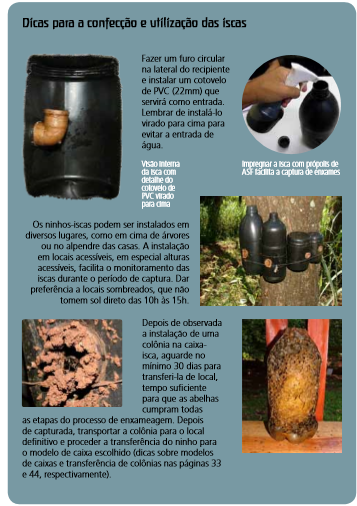 Dicas para a confecção e utilização das iscas
Fazer um furo circular
na lateral do recipiente
e instalar um cotovelo
de PVC (22mm) que
servirá como entrada.
Lembrar de instalá-lo
virado para cima para
evitar a entrada de
água.
Visão interna
da isca com
detalhe do
cotovelo de
PVC virado
para cima
Impregnar a isca com própolis de
ASF facilita a captura de enxames
Os ninhos-iscas podem ser instalados em
diversos lugares, como em cima de árvores
ou no alpendre das casas. A instalação
em locais acessíveis, em especial alturas
acessíveis, facilita o monitoramento das
iscas durante o período de captura. Dar
preferência a locais sombreados, que não
tomem sol direto das 10h às 15h.
Depois de observada
a instalação de uma
colônia na caixa-
isca, aguarde no
mínimo 30 dias para
transferi-la de local,
tempo suficiente
para que as abelhas
cumpram todas
as etapas do processo de enxameagem. Depois
de capturada, transportar a colônia para o local
definitivo e proceder a transferência do ninho para
o modelo de caixa escolhido (dicas sobre modelos
de caixas e transferência de colônias nas páginas 33
e 44, respectivamente).